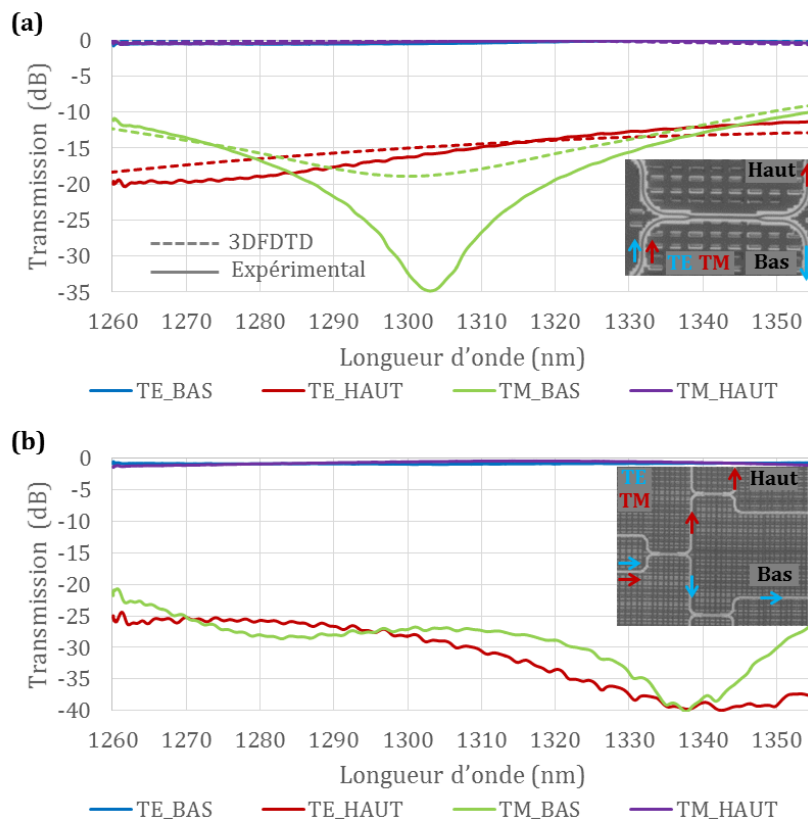 (a)
0
-5
-10
-15
-20
-25
-30
-35
Transmission (dB)
3DFDTD
Expérimental
Haut
TE TM Bas
1260 1270 1280 1290 1300 1310 1320 1330 1340 1350
Longueur d'onde (nm)
TE_BAS TE_HAUT TM_BAS TM_HAUT
(b)
0
-5
-10
-15
-20
-25
-30
-35
-40
Transmission (dB)
TE Haut
TM
Bas
1260 1270 1280 1290 1300 1310 1320 1330 1340 1350
Longueur d'onde (nm)
TE_BAS TE_HAUT TM_BAS TM_HAUT